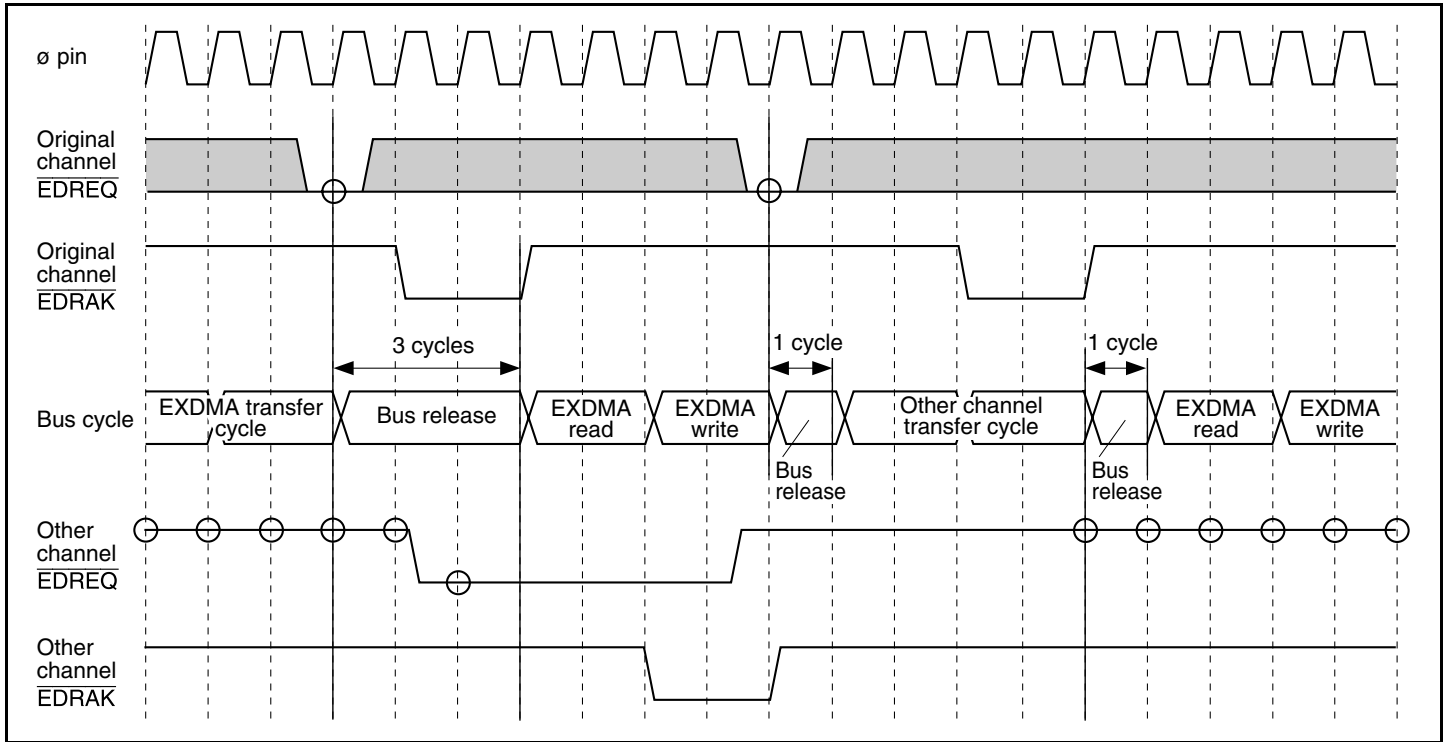 ø pin
Original
channel
EDREQ
Original
channel
EDRAK
3 cycles
1 cycle
1 cycle
Bus cycle
EXDMA transfer
cycle
Bus release
EXDMA
read
EXDMA
write
Bus
release
Other channel
transfer cycle
Bus
release
EXDMA
read
EXDMA
write
Other
channel
EDREQ
Other
channel
EDRAK